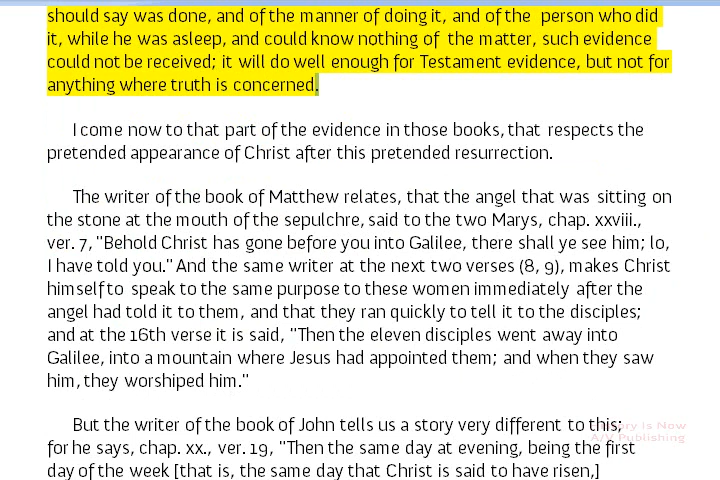 should say was done, and of the manner of doing it, and of the person who did
it, while he was asleep, and could know nothing of the matter, such evidence
could not be received; it will do well enough for Testament evidence, but not for
anything where truth is concerned.
I come now to that part of the evidence in those books, that respects the
pretended appearance of Christ after this pretended resurrection.
The writer of the book of Matthew relates, that the angel that was sitting on
the stone at the mouth of the sepulchre, said to the two Marys, chap. xxviii.,
ver. 7, "Behold Christ has gone before you into Galilee, there shall ye see him; lo,
I have told you." And the same writer at the next two verses (8, 9), makes Christ
himself to speak to the same purpose to these women immediately after the
angel had told it to them, and that they ran quickly to tell it to the disciples;
and at the 16th verse it is said, "Then the eleven disciples went away into
Galilee, into a mountain where Jesus had appointed them; and when they saw
him, they worshiped him."
But the writer of the book of John tells us a story very different to this;
for he says, chap. xx., ver. 19, "Then the same day at evening, being the first
day of the week [that is, the same day that Christ is said to have risen,]
Is Now
A/V Publishing